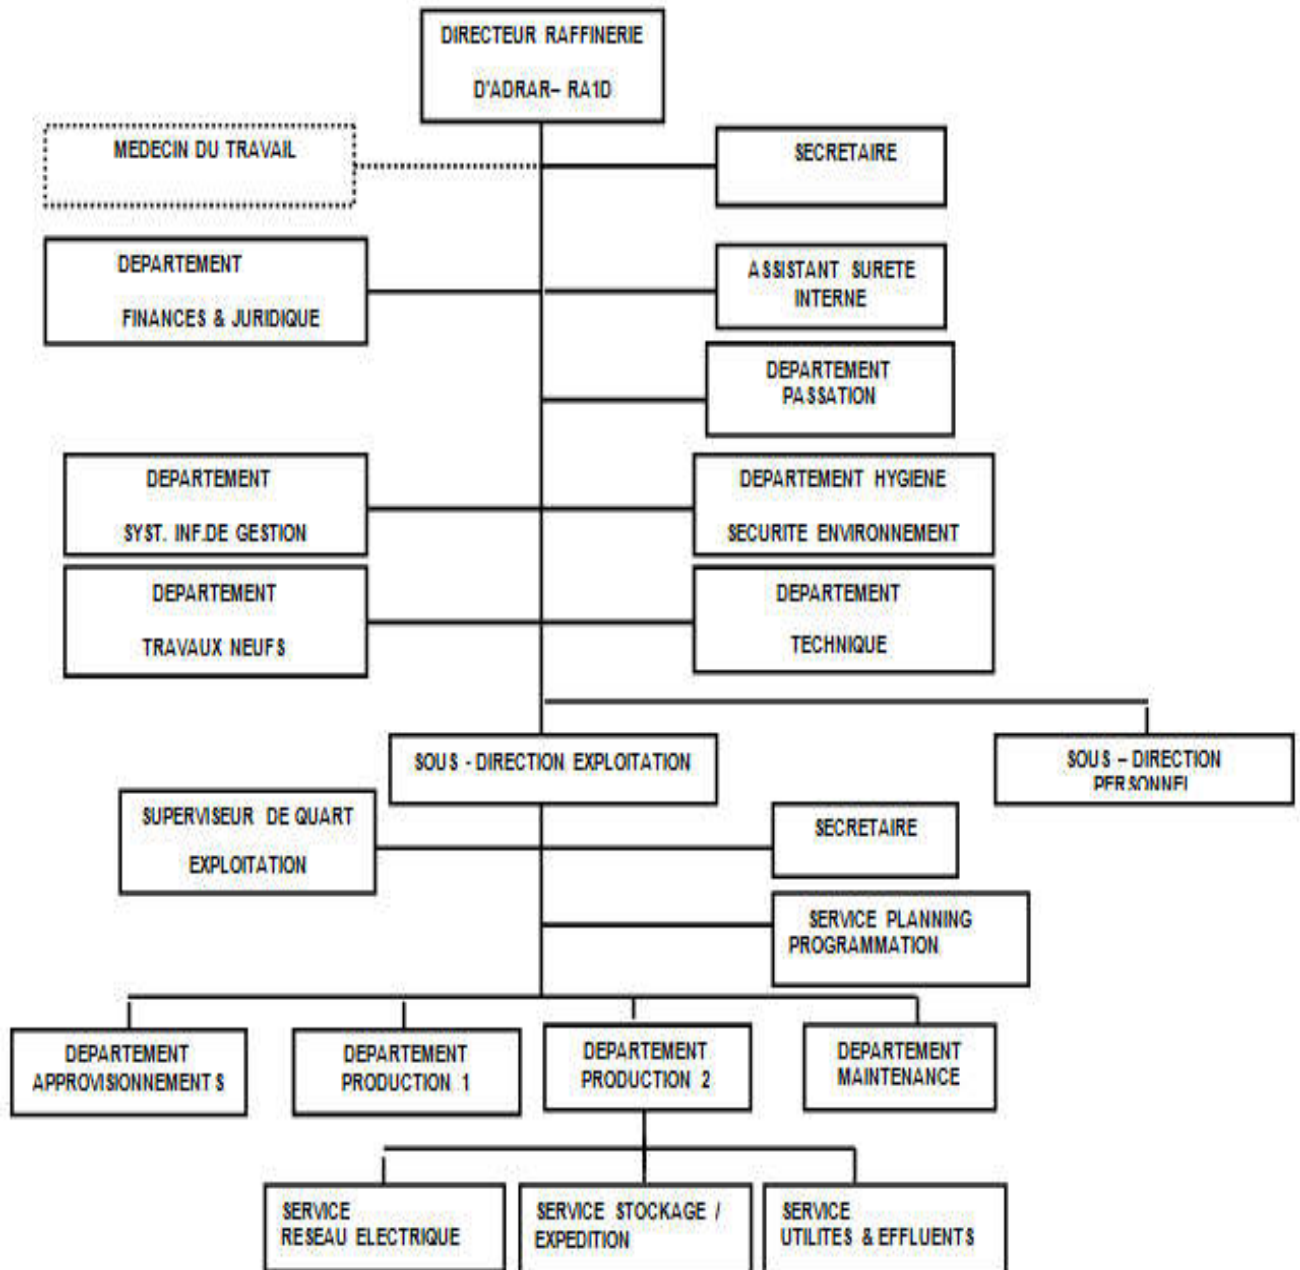 DIRECTEUR RAFFINERIE
D'ADRAR– RA1D
MEDECIN DU TRAVAIL
SECRETAIRE
DEPARTEMENT
FINANCES & JURIDIQUE
ASSISTANT SURETE
INTERNE
DEPARTEMENT
PASSATION
DEPARTEMENT
SYST. INF.DE GESTION
DEPARTEMENT HYGIENE
SECURITE ENVIRONNEMENT
DEPARTEMENT
TRAVAUX NEUFS
DEPARTEMENT
TECHNIQUE
SOUS - DIRECTION EXPLOITATION
SOUS – DIRECTION
PERSONNEL
SUPERVISEUR DE QUART
EXPLOITATION
SECRETAIRE
SERVICE PLANNING
PROGRAMMATION
DEPARTEMENT
APPROVISIONNEMENTS
DEPARTEMENT
PRODUCTION 1
DEPARTEMENT
PRODUCTION 2
DEPARTEMENT
MAINTENANCE
SERVICE
RESEAU ELECTRIQUE
SERVICE STOCKAGE /
EXPEDITION
SERVICE
UTILITES & EFFLUENTS